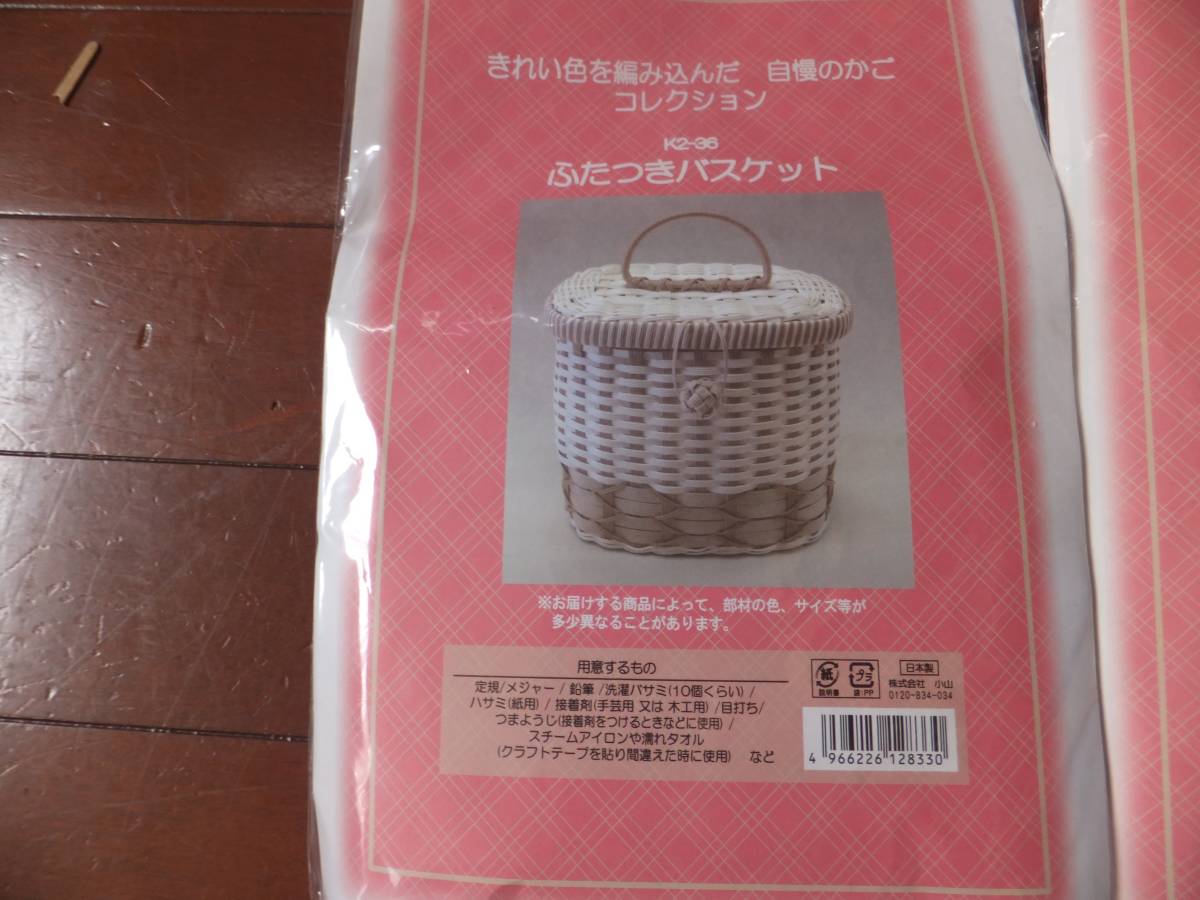 きれい色を編み込んだ 自慢のかご
コレクション
K2-36
ふたつきバスケット
※お届けする商品によって、部材の色、サイズ等が
多少異なることがあります。
用意するもの
定規/メジャー/鉛筆/洗濯バサミ(10個くらい)/
ハサミ(紙用)/接着剤(手芸用 又は 木工用)/目打ち/
つまようじ(接着剤をつけるときなどに使用)/
スチームアイロンや濡れタオル
(クラフトテープを貼り間違えた時に使用) など
紙
説明書
プラ
袋:PP
日本製
株式会社 小山
0120-834-034
4 966226 128330